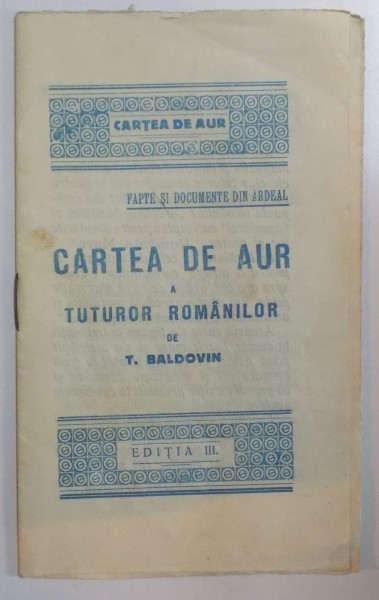 CARTEA DE AUR
FAPTE ȘI DOCUMENTE DIN ARDEAL
CARTEA DE AUR
A
TUTUROR ROMÂNILOR
DE
T. BALDOVIN
EDIȚIA III.